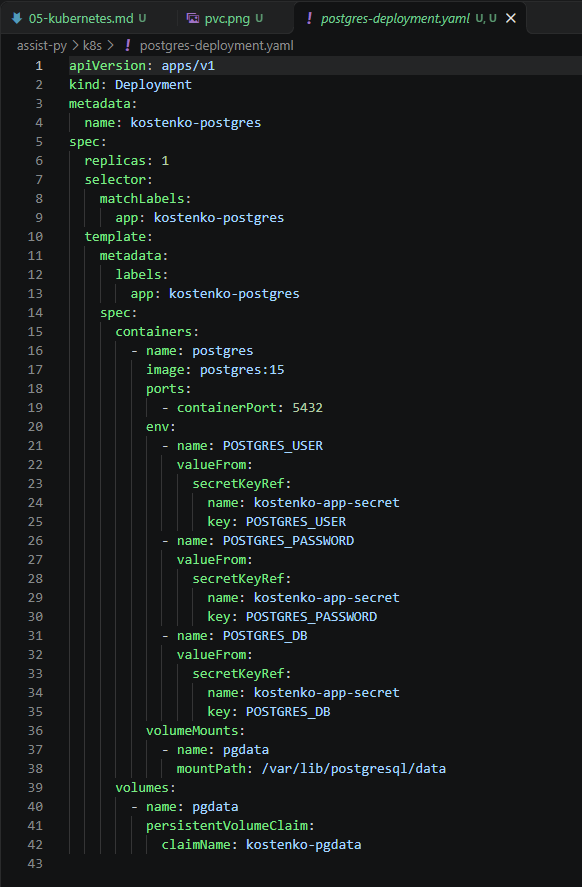 05-kubernetes.md U pvc.png U ! postgres-deployment.yaml U, U
assist-py > k8s > ! postgres-deployment.yaml
1 apiVersion: apps/v1
2 kind: Deployment
3 metadata:
4   name: kostenko-postgres
5 spec:
6   replicas: 1
7   selector:
8     matchLabels:
9       app: kostenko-postgres
10   template:
11     metadata:
12       labels:
13         app: kostenko-postgres
14     spec:
15       containers:
16         - name: postgres
17           image: postgres:15
18           ports:
19             - containerPort: 5432
20           env:
21             - name: POSTGRES_USER
22               valueFrom:
23                 secretKeyRef:
24                   name: kostenko-app-secret
25                   key: POSTGRES_USER
26             - name: POSTGRES_PASSWORD
27               valueFrom:
28                 secretKeyRef:
29                   name: kostenko-app-secret
30                   key: POSTGRES_PASSWORD
31             - name: POSTGRES_DB
32               valueFrom:
33                 secretKeyRef:
34                   name: kostenko-app-secret
35                   key: POSTGRES_DB
36           volumeMounts:
37             - name: pgdata
38               mountPath: /var/lib/postgresql/data
39       volumes:
40         - name: pgdata
41           persistentVolumeClaim:
42             claimName: kostenko-pgdata
43